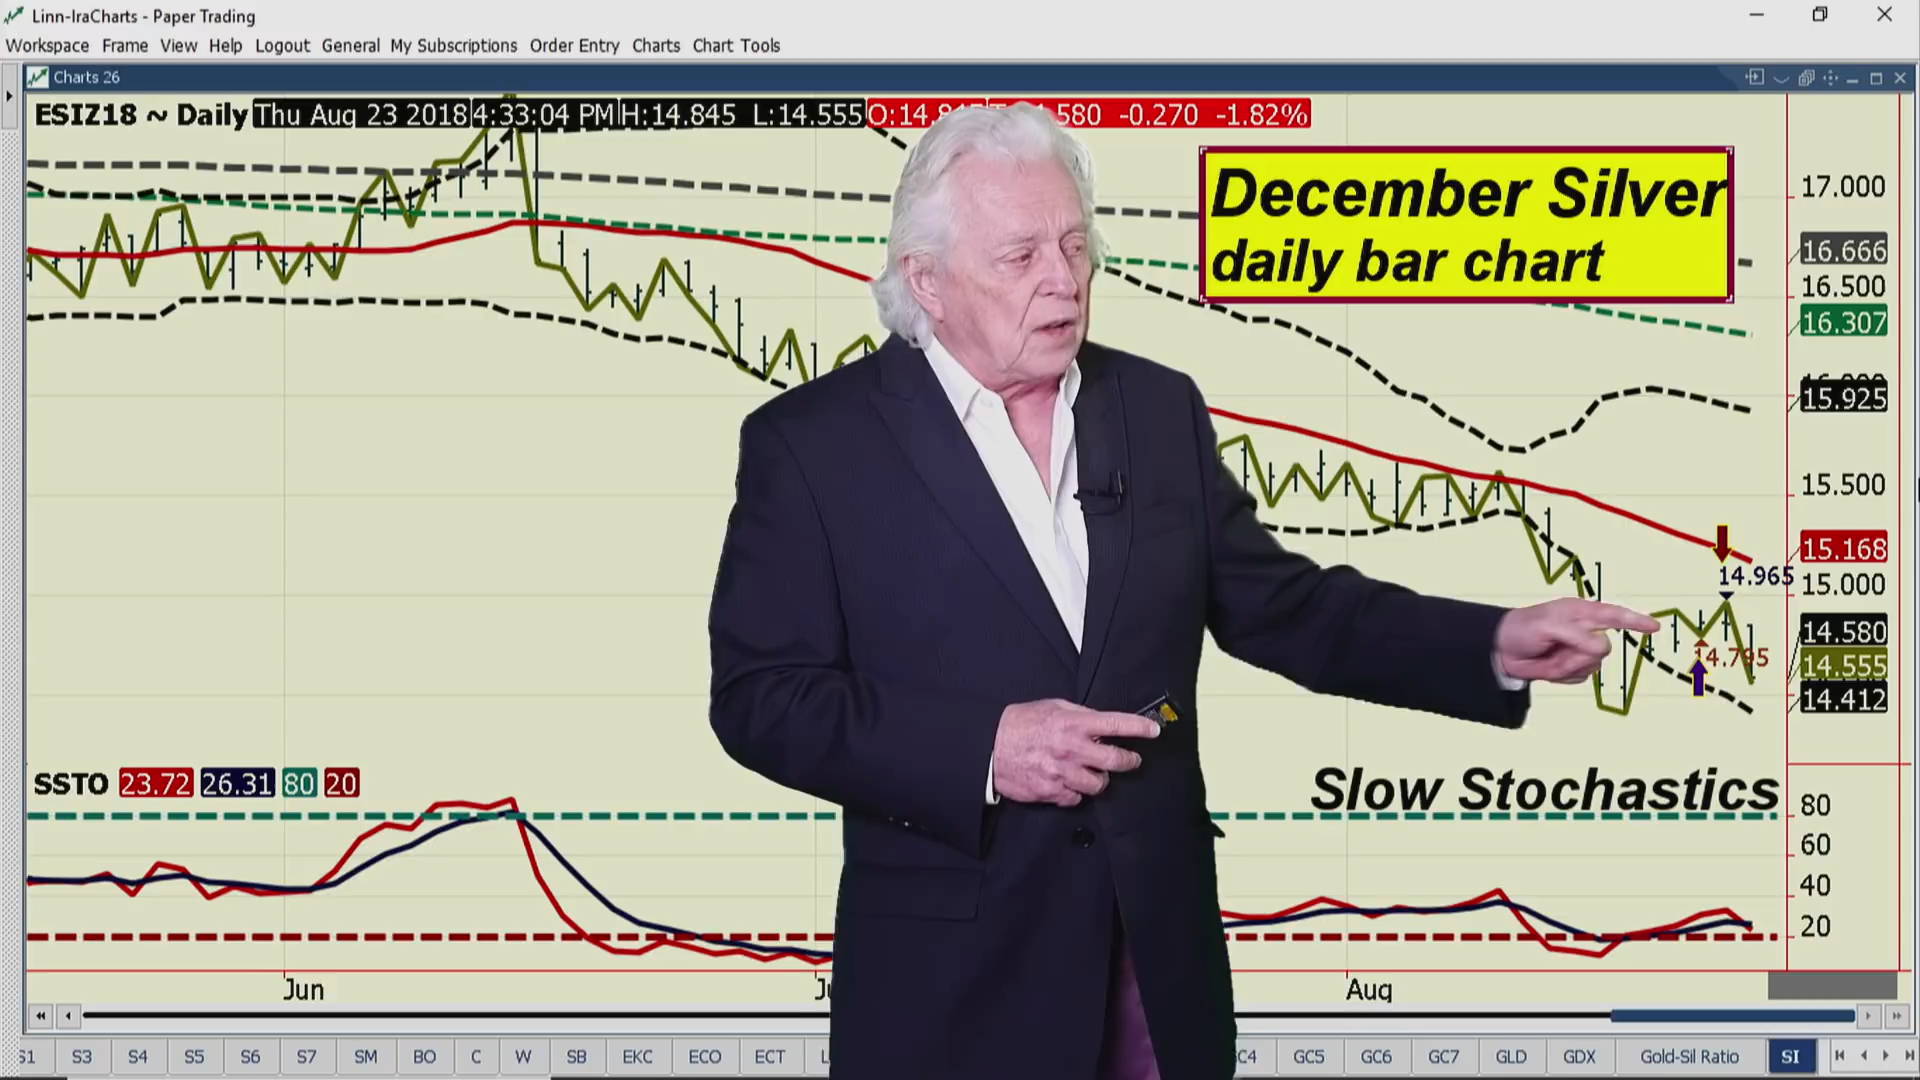 Linn-IraCharts - Paper Trading
Workspace Frame View Help Logout General My Subscriptions Order Entry Charts Chart Tools
Charts 26
ESIZ18 ~ Daily Thu Aug 23 2018 4:33:04 PM H:14.845 L:14.555 -0.270 -1.82%
December Silver
daily bar chart
17.000
16.666
16.500
16.307
15.925
15.500
15.168
14.965
15.000
14.580
14.795
14.555
14.412
SSTO 23.72 26.31 80 20
Slow Stochastics
80
60
40
20
Jun
Aug
S3 S4 S5 S6 S7 SM BO C W SB EKC ECO ECT GC5 GC6 GC7 GLD GDX Gold-Sil Ratio SI